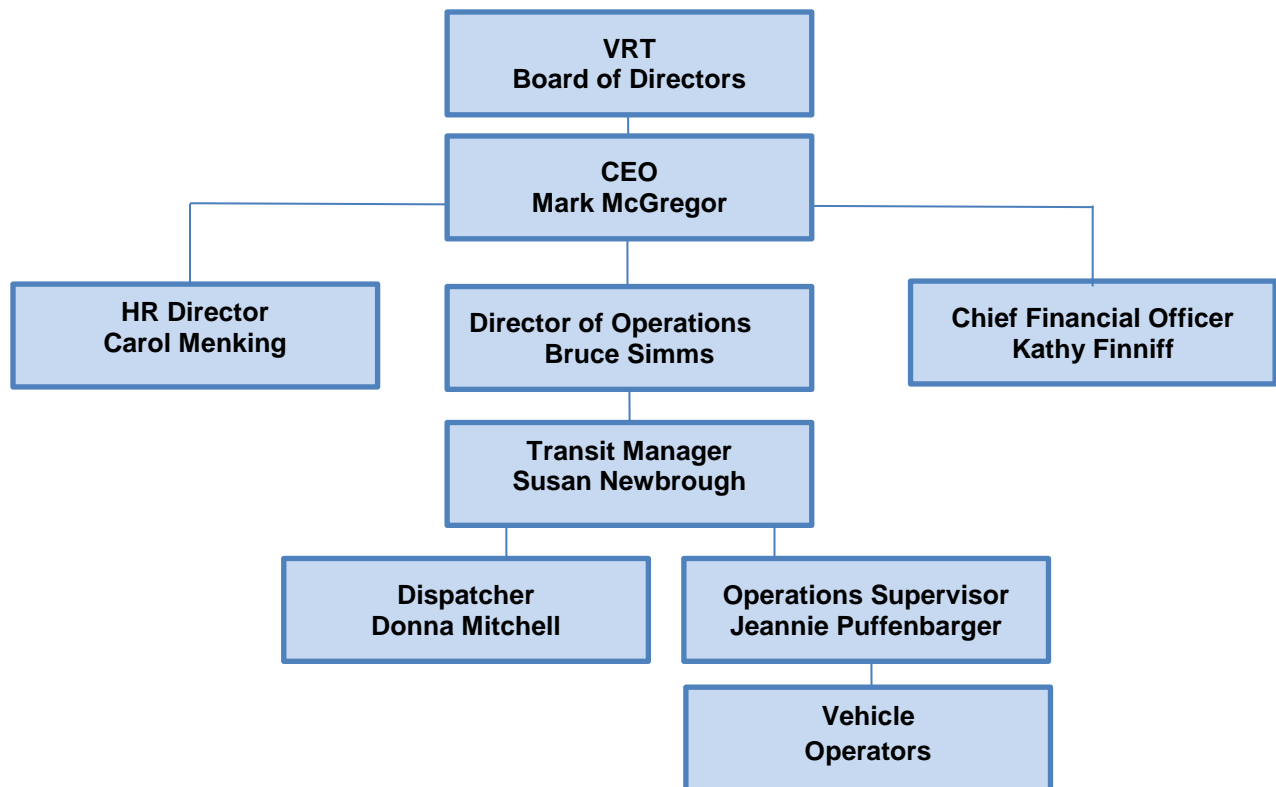 VRT
Board of Directors
CEO
Mark McGregor
HR Director
Carol Menking
Director of Operations
Bruce Simms
Chief Financial Officer
Kathy Finniff
Transit Manager
Susan Newbrough
Dispatcher
Donna Mitchell
Operations Supervisor
Jeannie Puffenbarger
Vehicle
Operators